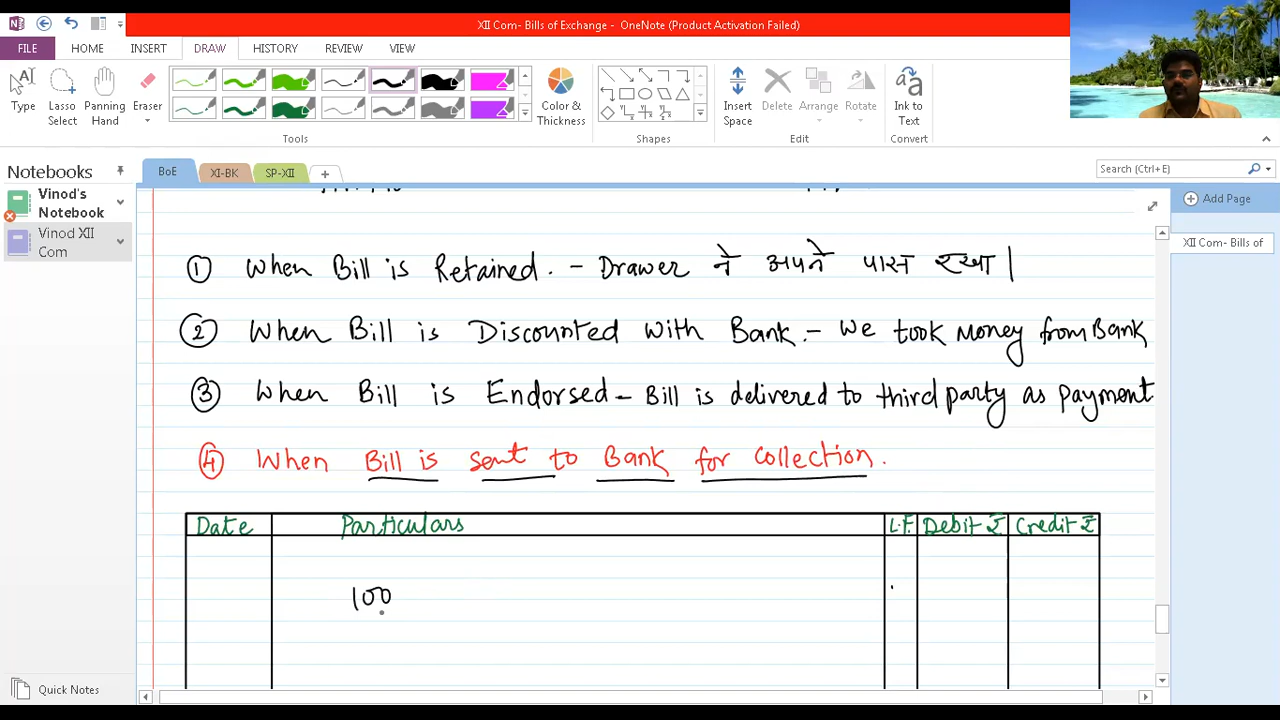 XII Com- Bills of Exchange - OneNote (Product Activation Failed)
FILE HOME INSERT DRAW HISTORY REVIEW VIEW
Type Lasso Select Panning Hand Eraser Color & Thickness Insert Space Delete Arrange Rotate Ink to Text
Tools Shapes Edit Convert
Notebooks BoE XI-BK SP-XII Search (Ctrl+E)
Vinod's Notebook
Add Page
Vinod XII Com
XII Com- Bills of
① When Bill is Retained. - Drawer ने अपने पास रखा |
② When Bill is Discounted with Bank. - We took Money from Bank
③ When Bill is Endorsed - Bill is delivered to third party as payment
④ When Bill is sent to Bank for Collection.
Date Particulars L.F. Debit ₹ Credit ₹
100
Quick Notes